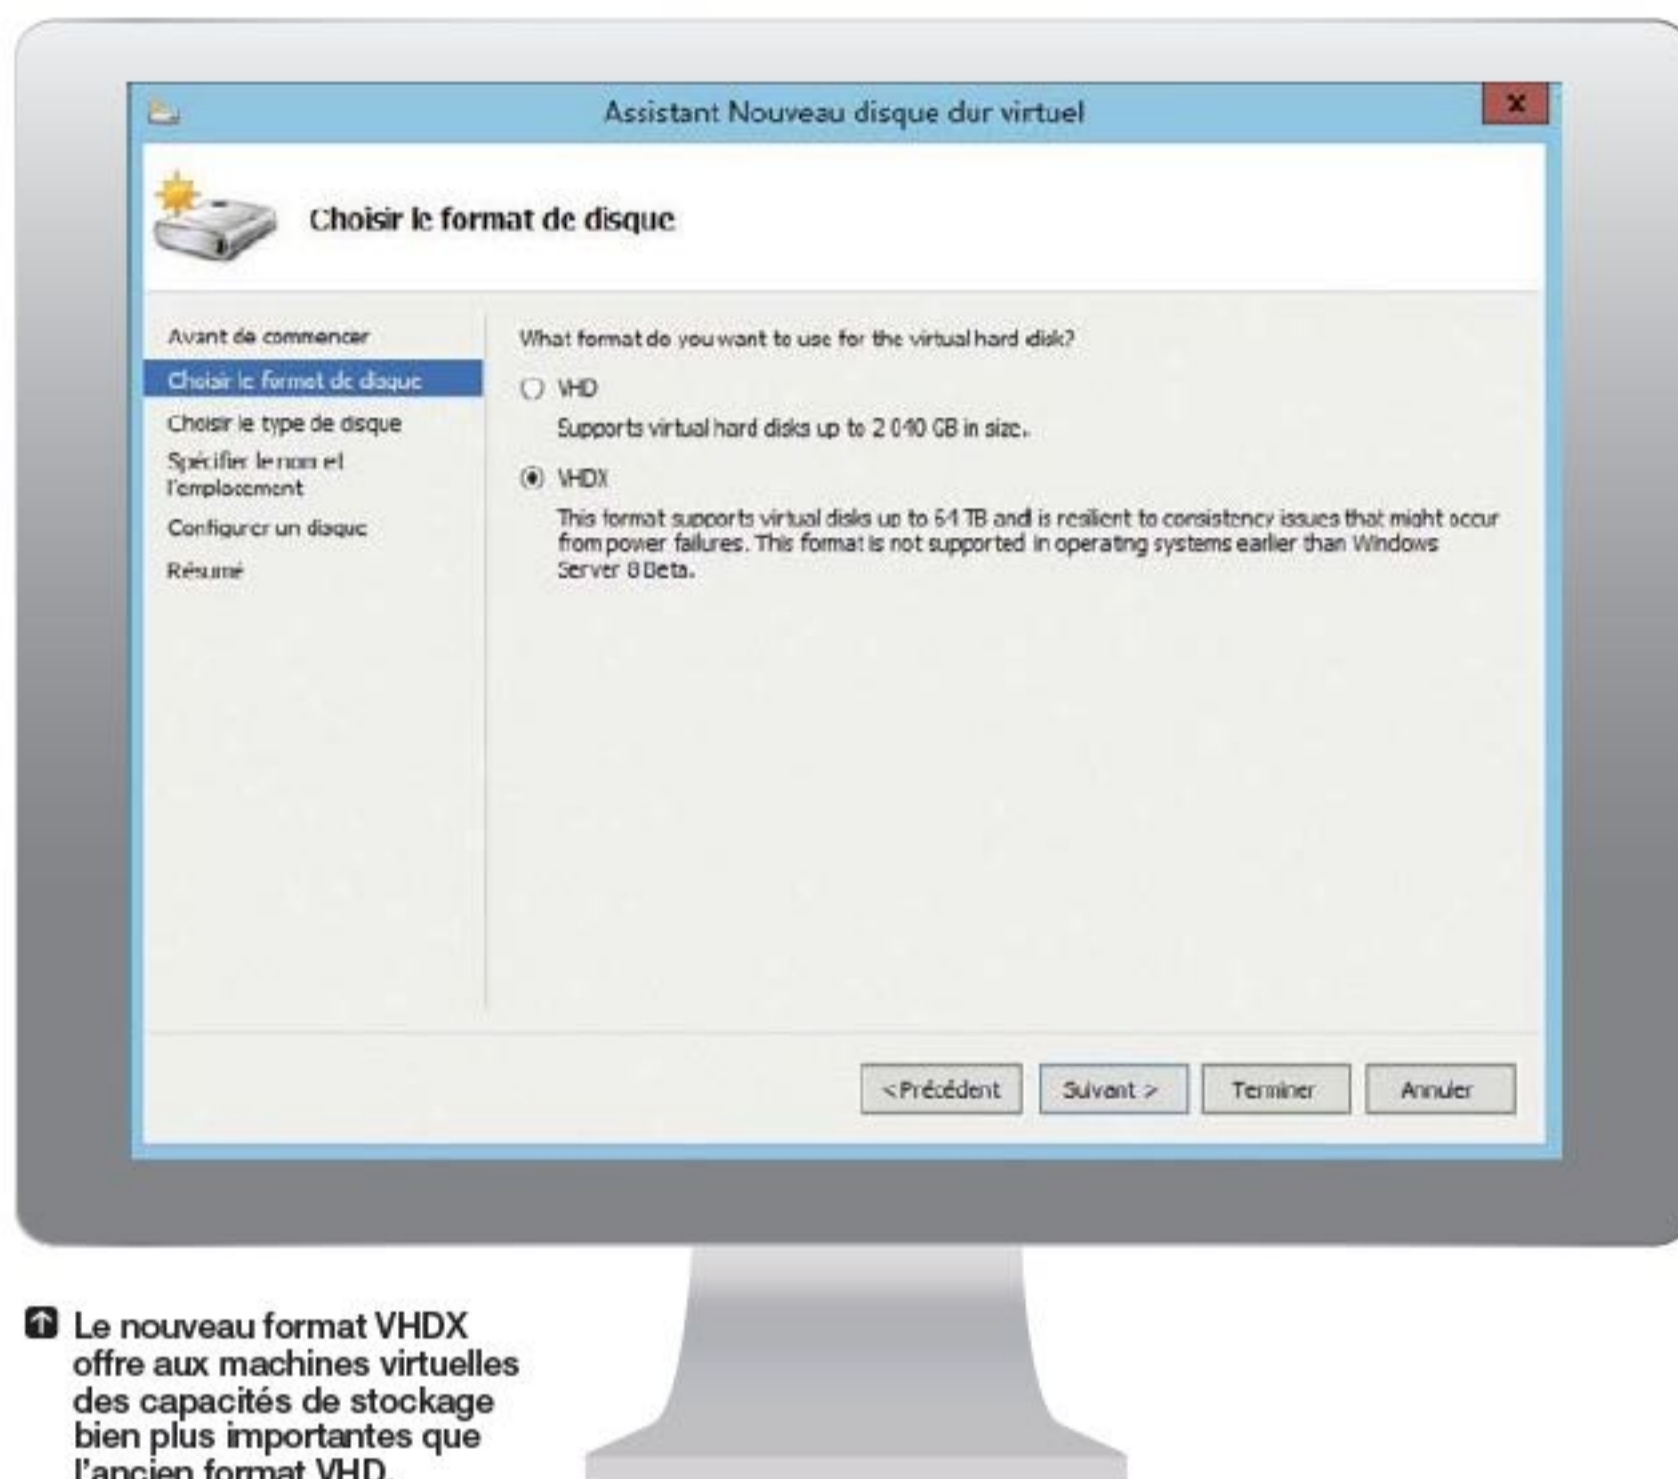 Assistant Nouveau disque dur virtuel
x
Choisir le format de disque
Avant de commencer
Choisir le format de disque
Choisir le type de disque
Spécifier le nom et
l'emplacement
Configurer un disque
Résumé
What format do you want to use for the virtual hard disk?
VHD
Supports virtual hard disks up to 2 040 GB in size.
VHDX
This format supports virtual disks up to 64 TB and is resilient to consistency issues that might occur
from power failures. This format is not supported in operating systems earlier than Windows
Server 8 Beta.
< Précédent
Suivant >
Terminer
Annuler
Le nouveau format VHDX
offre aux machines virtuelles
des capacités de stockage
bien plus importantes que
l'ancien format VHD.